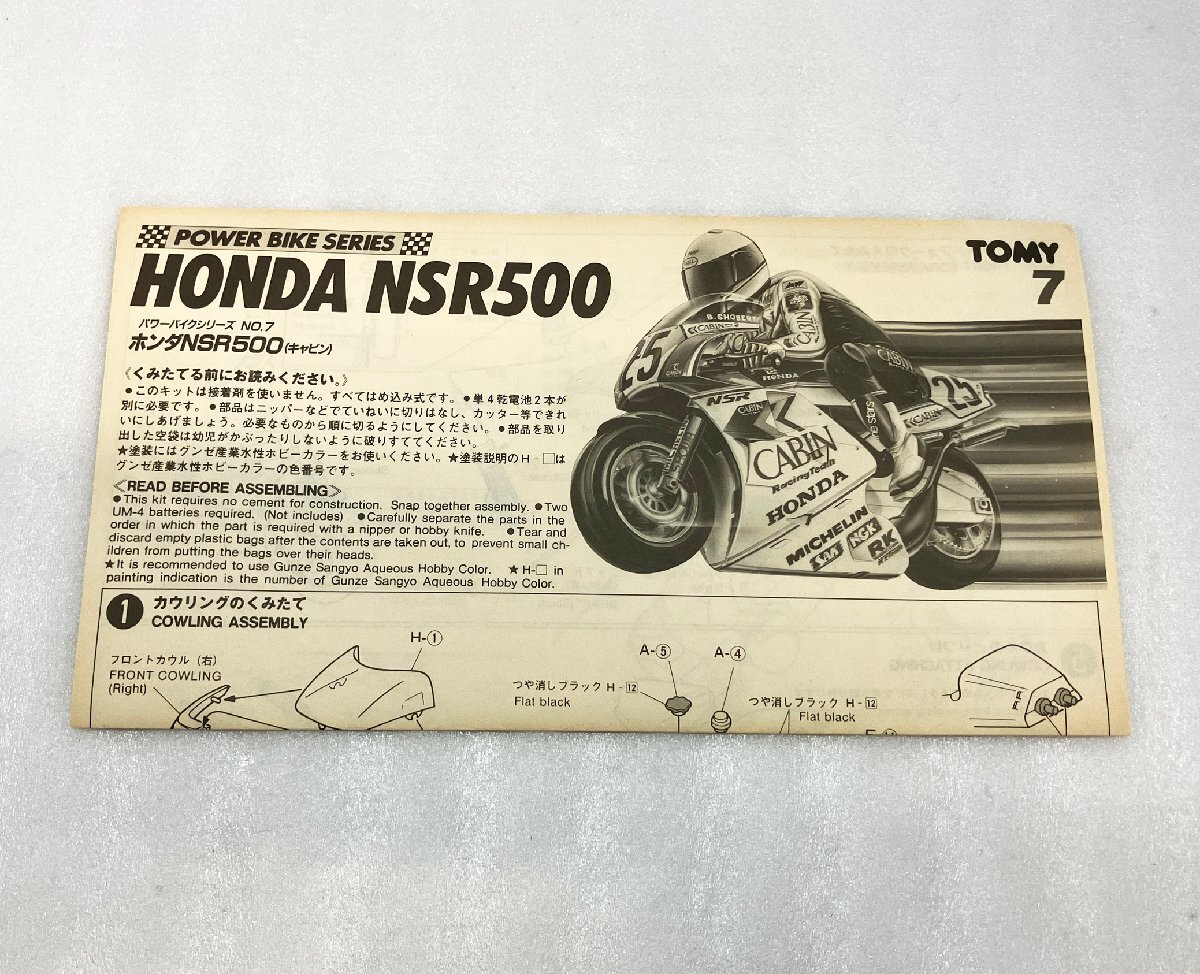 POWER BIKE SERIES
HONDA NSR500
パワーバイクシリーズ NO.7
ホンダNSR500(キャビン)
《くみたてる前にお読みください。》
●このキットは接着剤を使いません。すべてはめ込み式です。●単4乾電池2本が
別に必要です。●部品はニッパーなどでていねいに切りはなし、カッター等できれ
いにしあげましょう。必要なものから順に切るようにしてください。●部品を取り
出した空袋は幼児がかぶったりしないように破りすててください。
★塗装にはグンゼ産業水性ホビーカラーをお使いください。★塗装説明のH-□は
グンゼ産業水性ホビーカラーの色番号です。
《READ BEFORE ASSEMBLING》
●This kit requires no cement for construction. Snap together assembly. ●Two
UM-4 batteries required. (Not includes) ●Carefully separate the parts in the
order in which the part is required with a nipper or hobby knife. ●Tear and
discard empty plastic bags after the contents are taken out, to prevent small ch-
ildren from putting the bags over their heads.
★It is recommended to use Gunze Sangyo Aqueous Hobby Color. ★H-□ in
painting indication is the number of Gunze Sangyo Aqueous Hobby Color.
TOMY
7
B. SHOBERT
CABIN
25
HONDA
NSR
CABIN
CABIN
Racing Team
HONDA
MICHELIN
NGK
RK
CABIN
25
1 カウリングのくみたて
COWLING ASSEMBLY
フロントカウル (右)
FRONT COWLING
(Right)
H-①
A-⑤
A-④
つや消しブラック H-12
Flat black
つや消しブラック H-12
Flat black